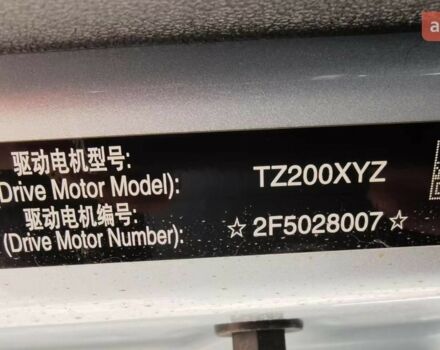 驱动电机型号:
(Drive Motor Model): TZ200XYZ
驱动电机编号:
(Drive Motor Number): ☆2F5028007☆